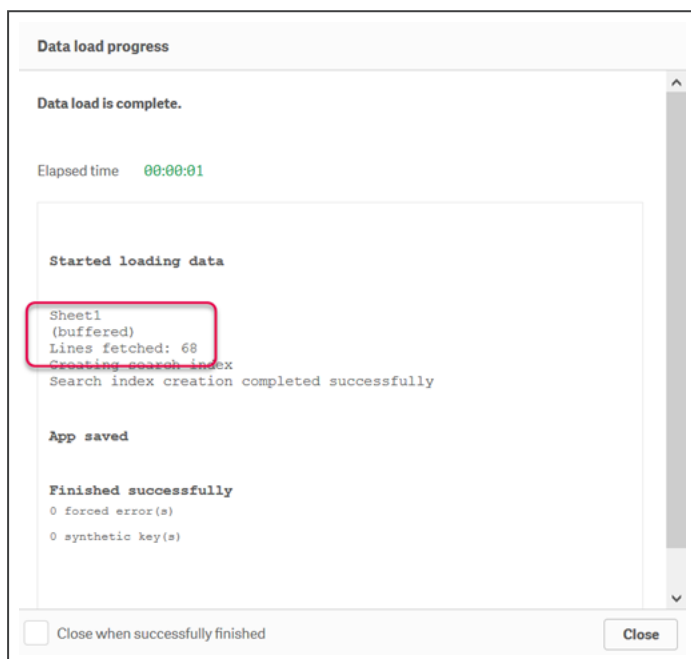 Data load progress
Data load is complete.
Elapsed time 00:00:01
Started loading data
Sheet1
(buffered)
Lines fetched: 68
Creating search index
Search index creation completed successfully
App saved
Finished successfully
0 forced error(s)
0 synthetic key(s)
Close when successfully finished
Close